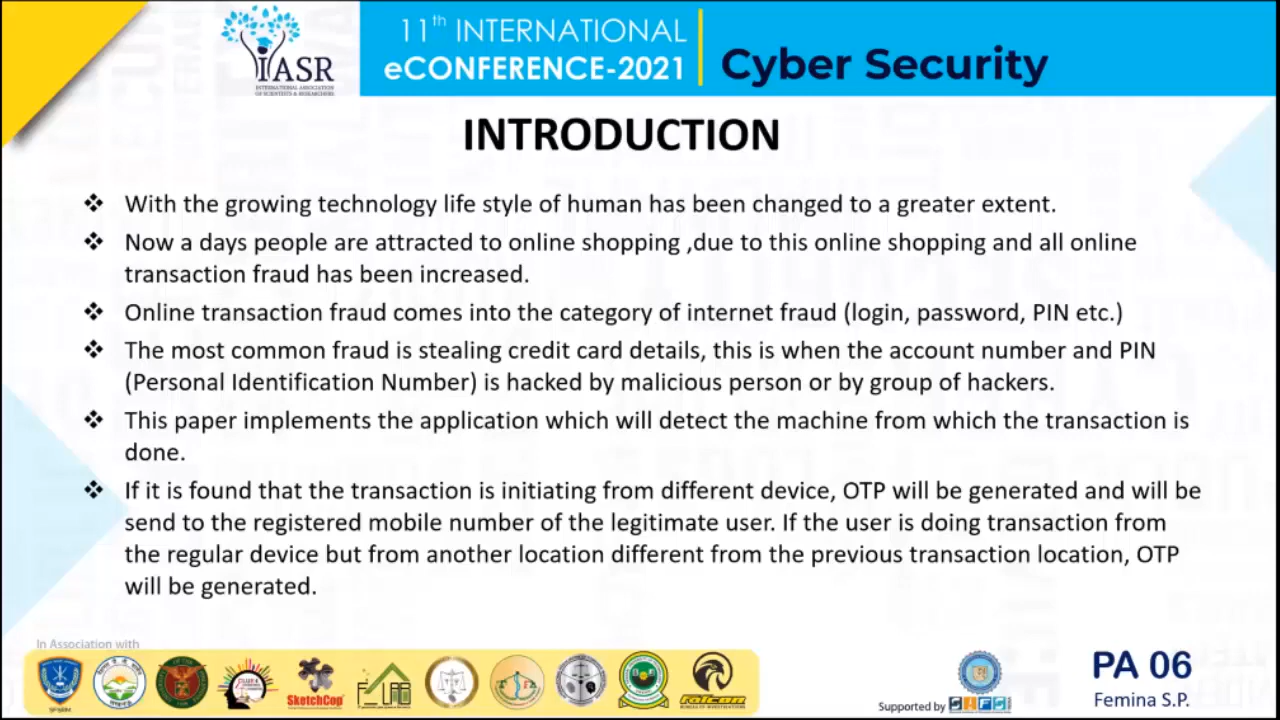 11th INTERNATIONAL
eCONFERENCE-2021
Cyber Security
IASR
INTERNATIONAL ASSOCIATION
OF SCIENTISTS & RESEARCHERS
INTRODUCTION
❖ With the growing technology life style of human has been changed to a greater extent.
❖ Now a days people are attracted to online shopping ,due to this online shopping and all online
transaction fraud has been increased.
❖ Online transaction fraud comes into the category of internet fraud (login, password, PIN etc.)
❖ The most common fraud is stealing credit card details, this is when the account number and PIN
(Personal Identification Number) is hacked by malicious person or by group of hackers.
❖ This paper implements the application which will detect the machine from which the transaction is
done.
❖ If it is found that the transaction is initiating from different device, OTP will be generated and will be
send to the registered mobile number of the legitimate user. If the user is doing transaction from
the regular device but from another location different from the previous transaction location, OTP
will be generated.
In Association with
SketchCop
Supported by SIFSI
PA 06
Femina S.P.